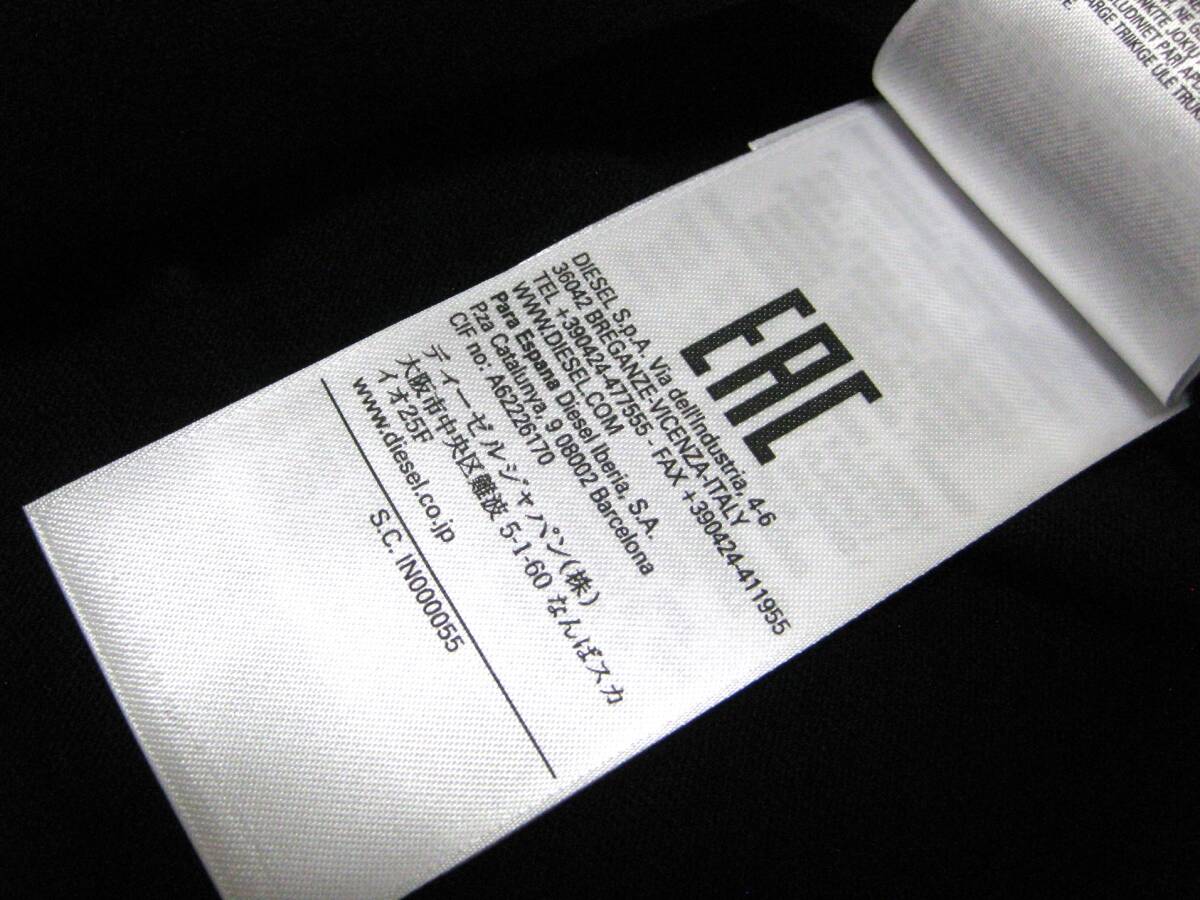 EAC
DIESEL S.p.A. via dell'Industria, 4-6
36042 BREGANZE-VICENZA-ITALY
TEL +390424-477555 - FAX +390424-411955
WWW.DIESEL.COM
Para Espana Diesel Iberia, S.A.
P.za Catalunya, 9 08002 Barcelona
CIF no: A62226170
ディーゼルジャパン(株)
大阪市中央区難波 5-1-60 なんばスカ
イオ25F
www.diesel.co.jp
S.C. IN000055